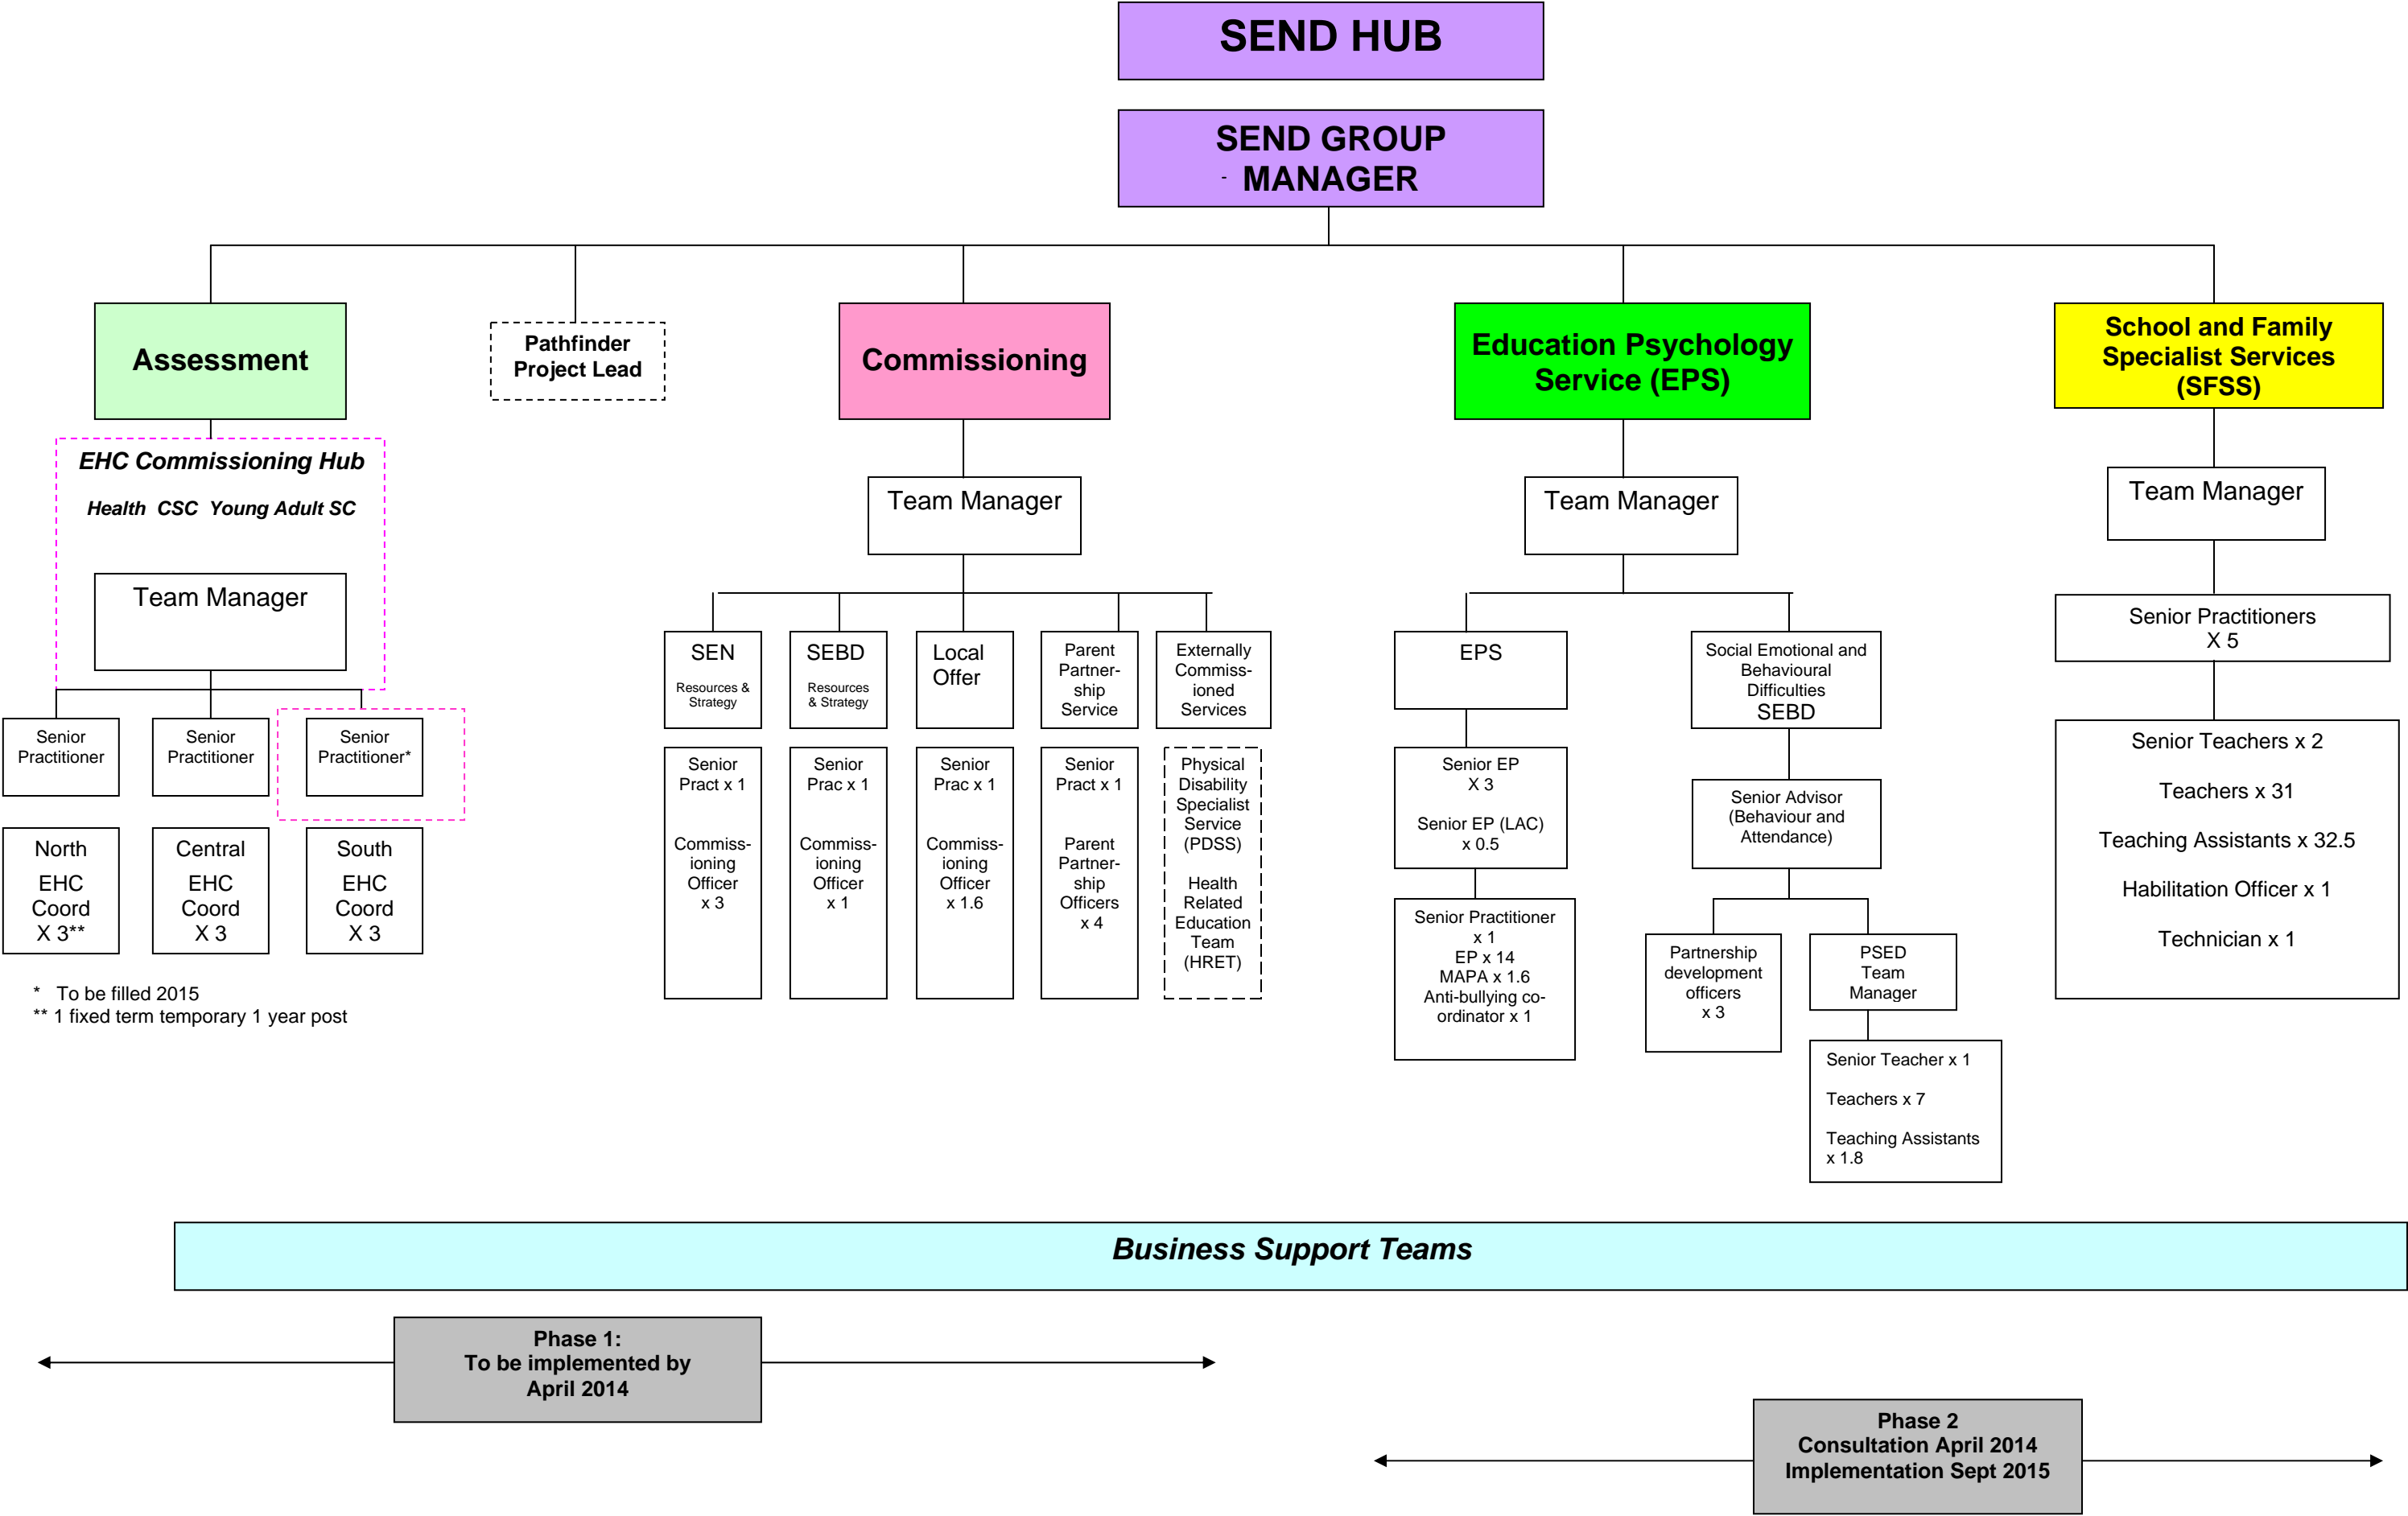 SEND HUB
SEND GROUP
- MANAGER
Assessment
Pathfinder
Project Lead
Commissioning
Education Psychology
Service (EPS)
School and Family
Specialist Services
(SFSS)
EHC Commissioning Hub
Health CSC Young Adult SC
Team Manager
Senior
Practitioner
Senior
Practitioner
Senior
Practitioner*
North
EHC
Coord
X 3**
Central
EHC
Coord
X 3
South
EHC
Coord
X 3
* To be filled 2015
** 1 fixed term temporary 1 year post
Team Manager
SEN
Resources &
Strategy
SEBD
Resources
& Strategy
Local
Offer
Parent
Partner-
ship
Service
Externally
Commiss-
ioned
Services
Senior
Pract x 1
Commiss-
ioning
Officer
x 3
Senior
Prac x 1
Commiss-
ioning
Officer
x 1
Senior
Prac x 1
Commiss-
ioning
Officer
x 1.6
Senior
Pract x 1
Parent
Partner-
ship
Officers
x 4
Physical
Disability
Specialist
Service
(PDSS)
Health
Related
Education
Team
(HRET)
Team Manager
EPS
Social Emotional and
Behavioural
Difficulties
SEBD
Senior EP
X 3
Senior EP (LAC)
x 0.5
Senior Practitioner
x 1
EP x 14
MAPA x 1.6
Anti-bullying co-
ordinator x 1
Senior Advisor
(Behaviour and
Attendance)
Partnership
development
officers
x 3
PSED
Team
Manager
Senior Teacher x 1
Teachers x 7
Teaching Assistants
x 1.8
Team Manager
Senior Practitioners
X 5
Senior Teachers x 2
Teachers x 31
Teaching Assistants x 32.5
Habilitation Officer x 1
Technician x 1
Business Support Teams
Phase 1:
To be implemented by
April 2014
Phase 2
Consultation April 2014
Implementation Sept 2015